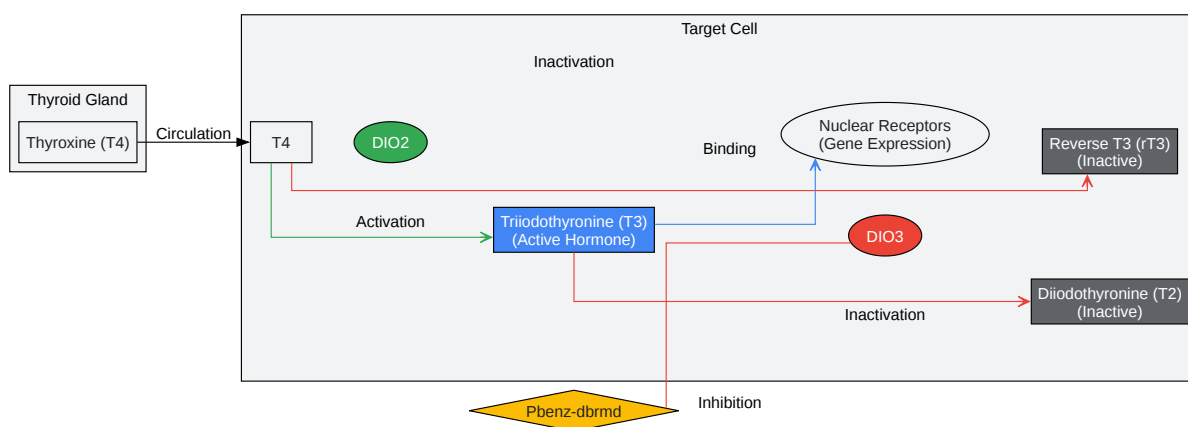 Target Cell
Inactivation
Thyroid Gland
Thyroxine (T4)
Circulation
T4
DIO2
Binding
Nuclear Receptors
(Gene Expression)
Reverse T3 (rT3)
(Inactive)
Activation
Triiodothyronine (T3)
(Active Hormone)
DIO3
Diiodothyronine (T2)
(Inactive)
Inactivation
Pbenz-dbrmd
Inhibition